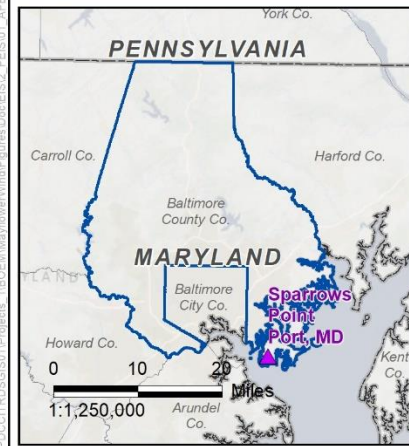 York Co.
PENNSYLVANIA
Carroll Co.
Harford Co.
Baltimore
County Co.
MARYLAND
Baltimore
City Co.
Sparrows
Point
Port, MD
Howard Co.
Kent
Co.
0 10 20
Miles
1:1,250,000
Arundel
Co.